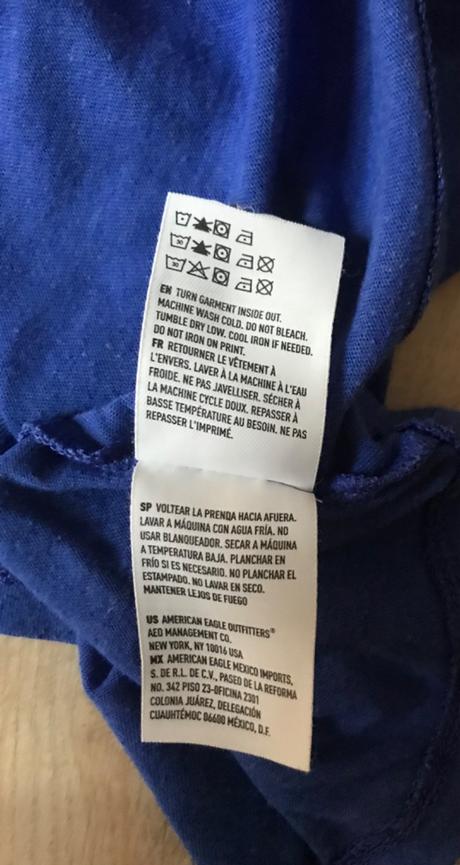 30
30
EN TURN GARMENT INSIDE OUT.
MACHINE WASH COLD. DO NOT BLEACH.
TUMBLE DRY LOW. COOL IRON IF NEEDED.
DO NOT IRON ON PRINT.
FR RETOURNER LE VÊTEMENT À
L'ENVERS. LAVER À LA MACHINE À L'EAU
FROIDE. NE PAS JAVELLISER. SÉCHER À
LA MACHINE CYCLE DOUX. REPASSER À
BASSE TEMPÉRATURE AU BESOIN. NE PAS
REPASSER L'IMPRIMÉ.
SP VOLTEAR LA PRENDA HACIA AFUERA.
LAVAR A MÁQUINA CON AGUA FRÍA. NO
USAR BLANQUEADOR. SECAR A MÁQUINA
A TEMPERATURA BAJA. PLANCHAR EN
FRÍO SI ES NECESARIO. NO PLANCHAR EL
ESTAMPADO. NO LAVAR EN SECO.
MANTENER LEJOS DE FUEGO
US AMERICAN EAGLE OUTFITTERS®
AEO MANAGEMENT CO.
NEW YORK, NY 10016 USA
MX AMERICAN EAGLE MEXICO IMPORTS,
S. DE R.L. DE C.V., PASEO DE LA REFORMA
NO. 342 PISO 23-OFICINA 2301
COLONIA JUÁREZ, DELEGACIÓN
CUAUHTÉMOC 06600 MÉXICO, D.F.